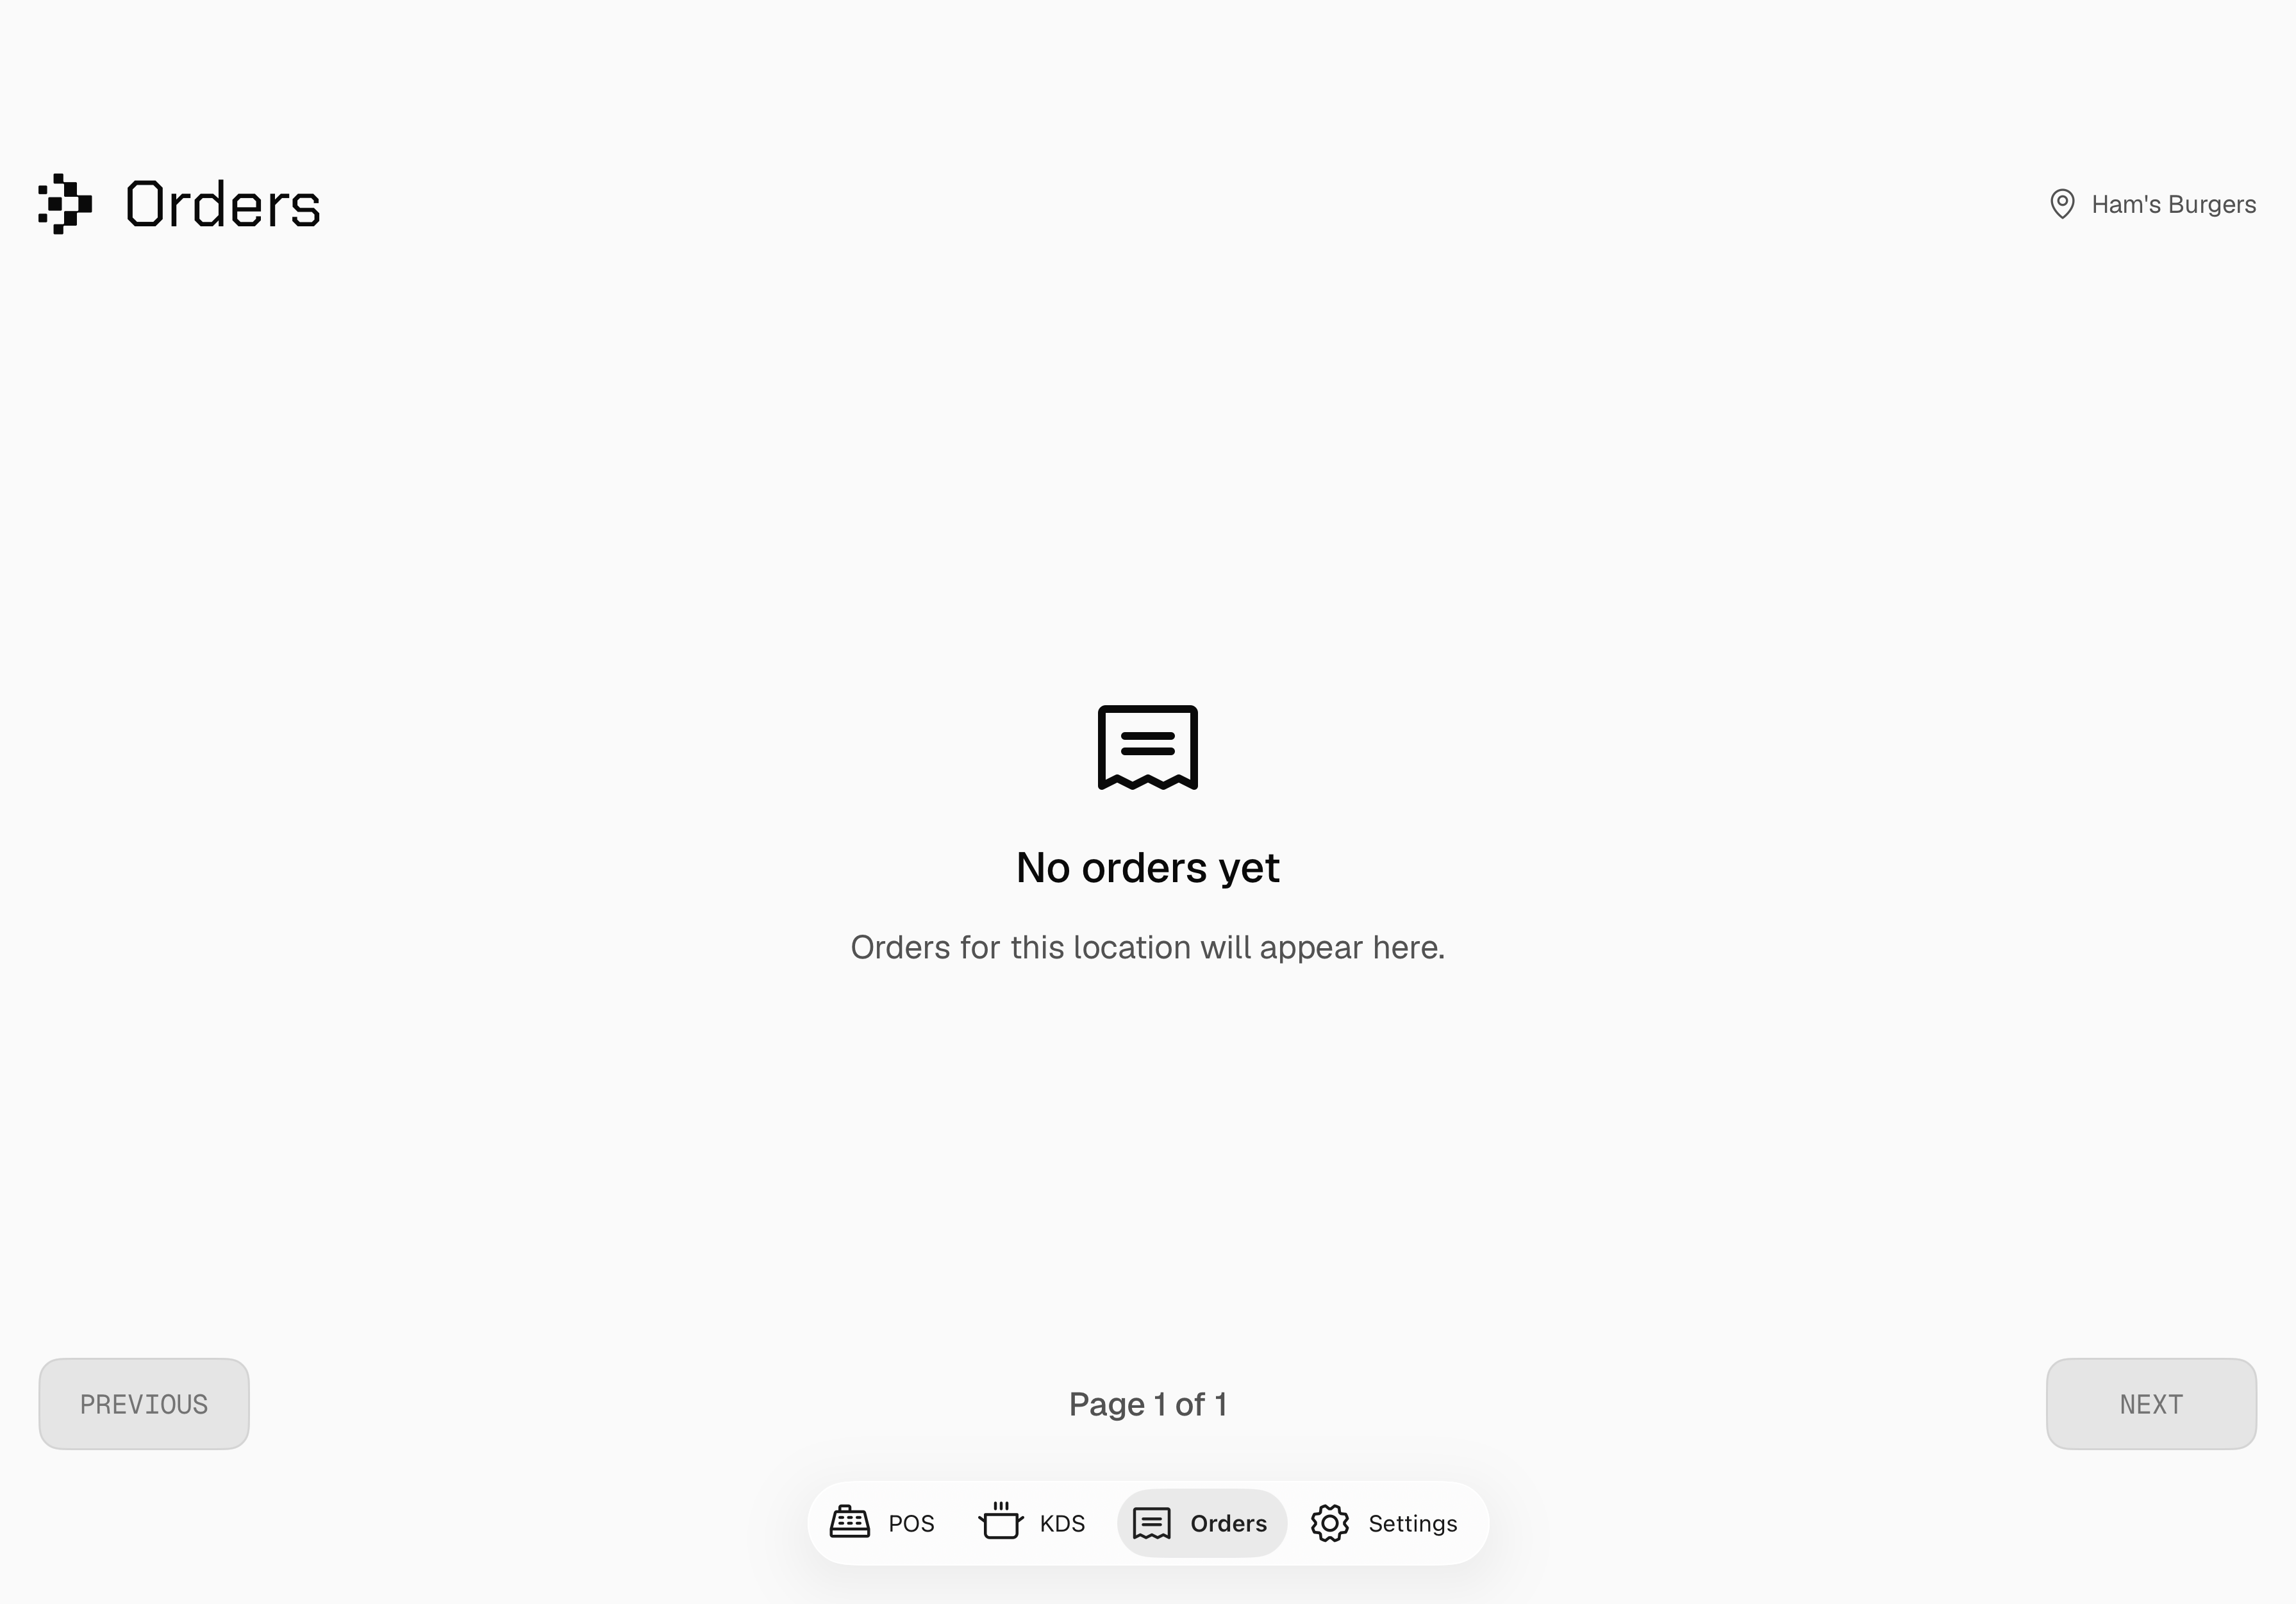 Orders
Ham's Burgers
No orders yet
Orders for this location will appear here.
PREVIOUS
Page 1 of 1
NEXT
POS
KDS
Orders
Settings